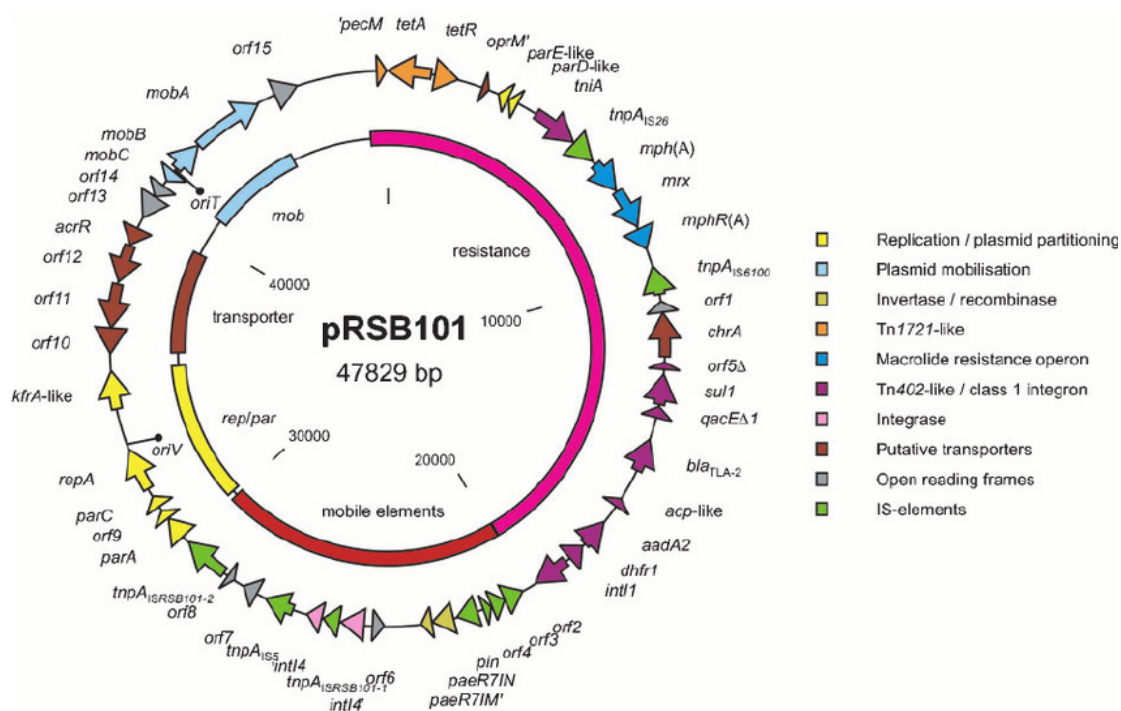 'pecM
tetA
tetR
oprM'
parE-like
parD-like
tniA
tnpAIS26
mph(A)
mrx
mphR(A)
tnpAIS6100
orf1
chrA
orf5Δ
sul1
qacEΔ1
blaTLA-2
acp-like
aadA2
dhfr1
intI1
orf2
orf3
orf4
pin
paeR7IN
paeR7IM'
orf6
intI4'
tnpAISRSB101-1
'intI4
tnpAIS5
orf7
orf8
tnpAISRSB101-2
parA
orf9
parC
repA
oriV
kfrA-like
orf10
orf11
orf12
acrR
orf13
orf14
oriT
mobC
mobB
mobA
orf15
mob
resistance
transporter
rep/par
mobile elements
I
10000
20000
30000
40000
pRSB101
47829 bp
Replication / plasmid partitioning
Plasmid mobilisation
Invertase / recombinase
Tn1721-like
Macrolide resistance operon
Tn402-like / class 1 integron
Integrase
Putative transporters
Open reading frames
IS-elements